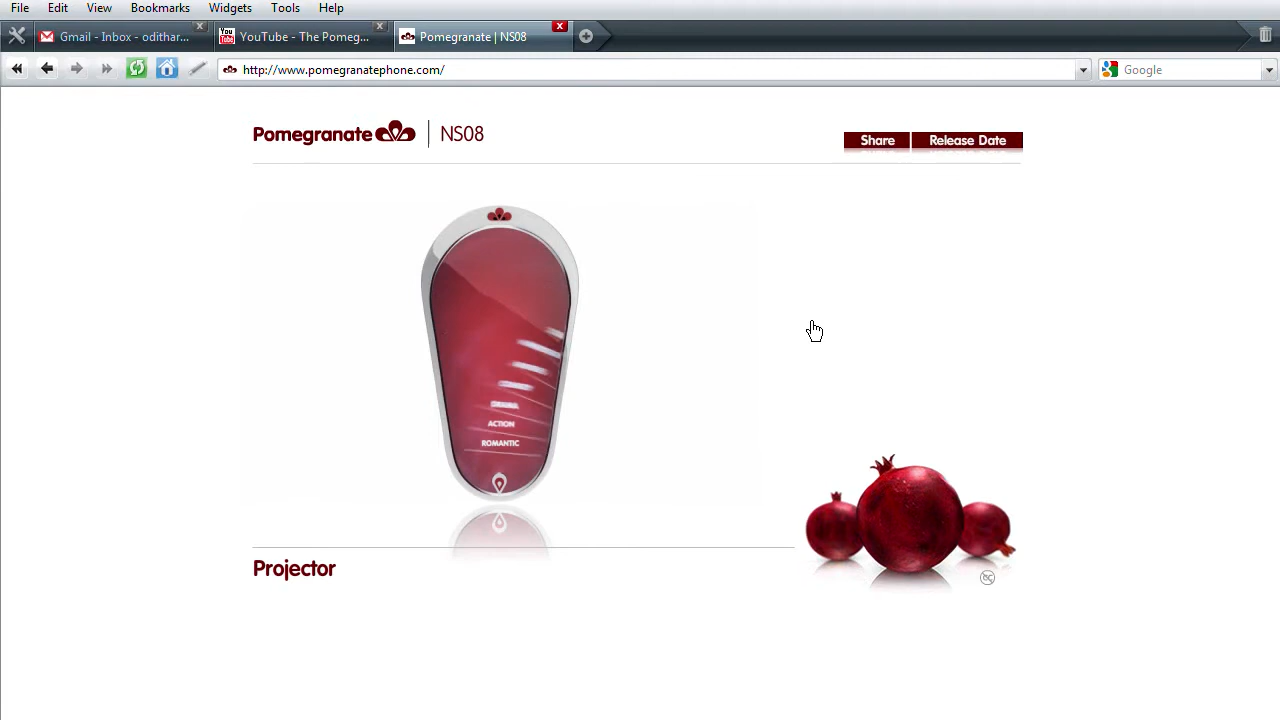 File Edit View Bookmarks Widgets Tools Help
Gmail - Inbox - odithar... YouTube - The Pomeg... Pomegranate | NS08
http://www.pomegranatephone.com/ Google
Pomegranate | NS08
Share Release Date
DRAMA
ACTION
ROMANTIC
Projector